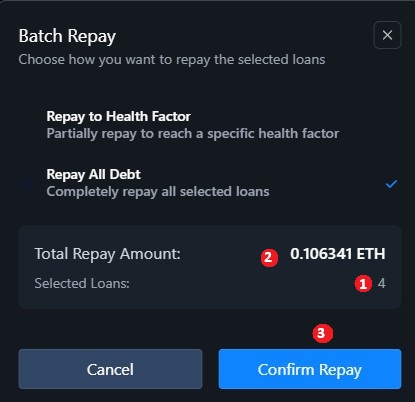 Batch Repay
Choose how you want to repay the selected loans
Repay to Health Factor
Partially repay to reach a specific health factor
Repay All Debt
Completely repay all selected loans
Total Repay Amount: 2 0.106341 ETH
Selected Loans: 1 4
3
Cancel Confirm Repay